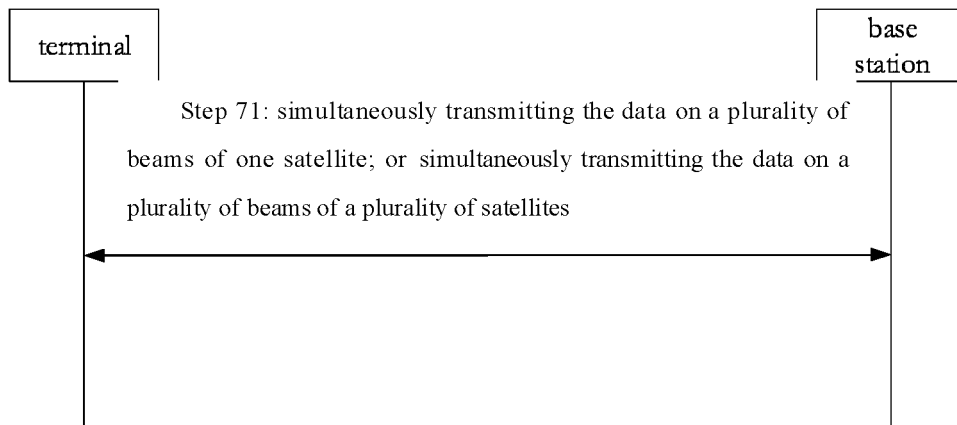 terminal
base
station
Step 71: simultaneously transmitting the data on a plurality of
beams of one satellite; or simultaneously transmitting the data on a
plurality of beams of a plurality of satellites